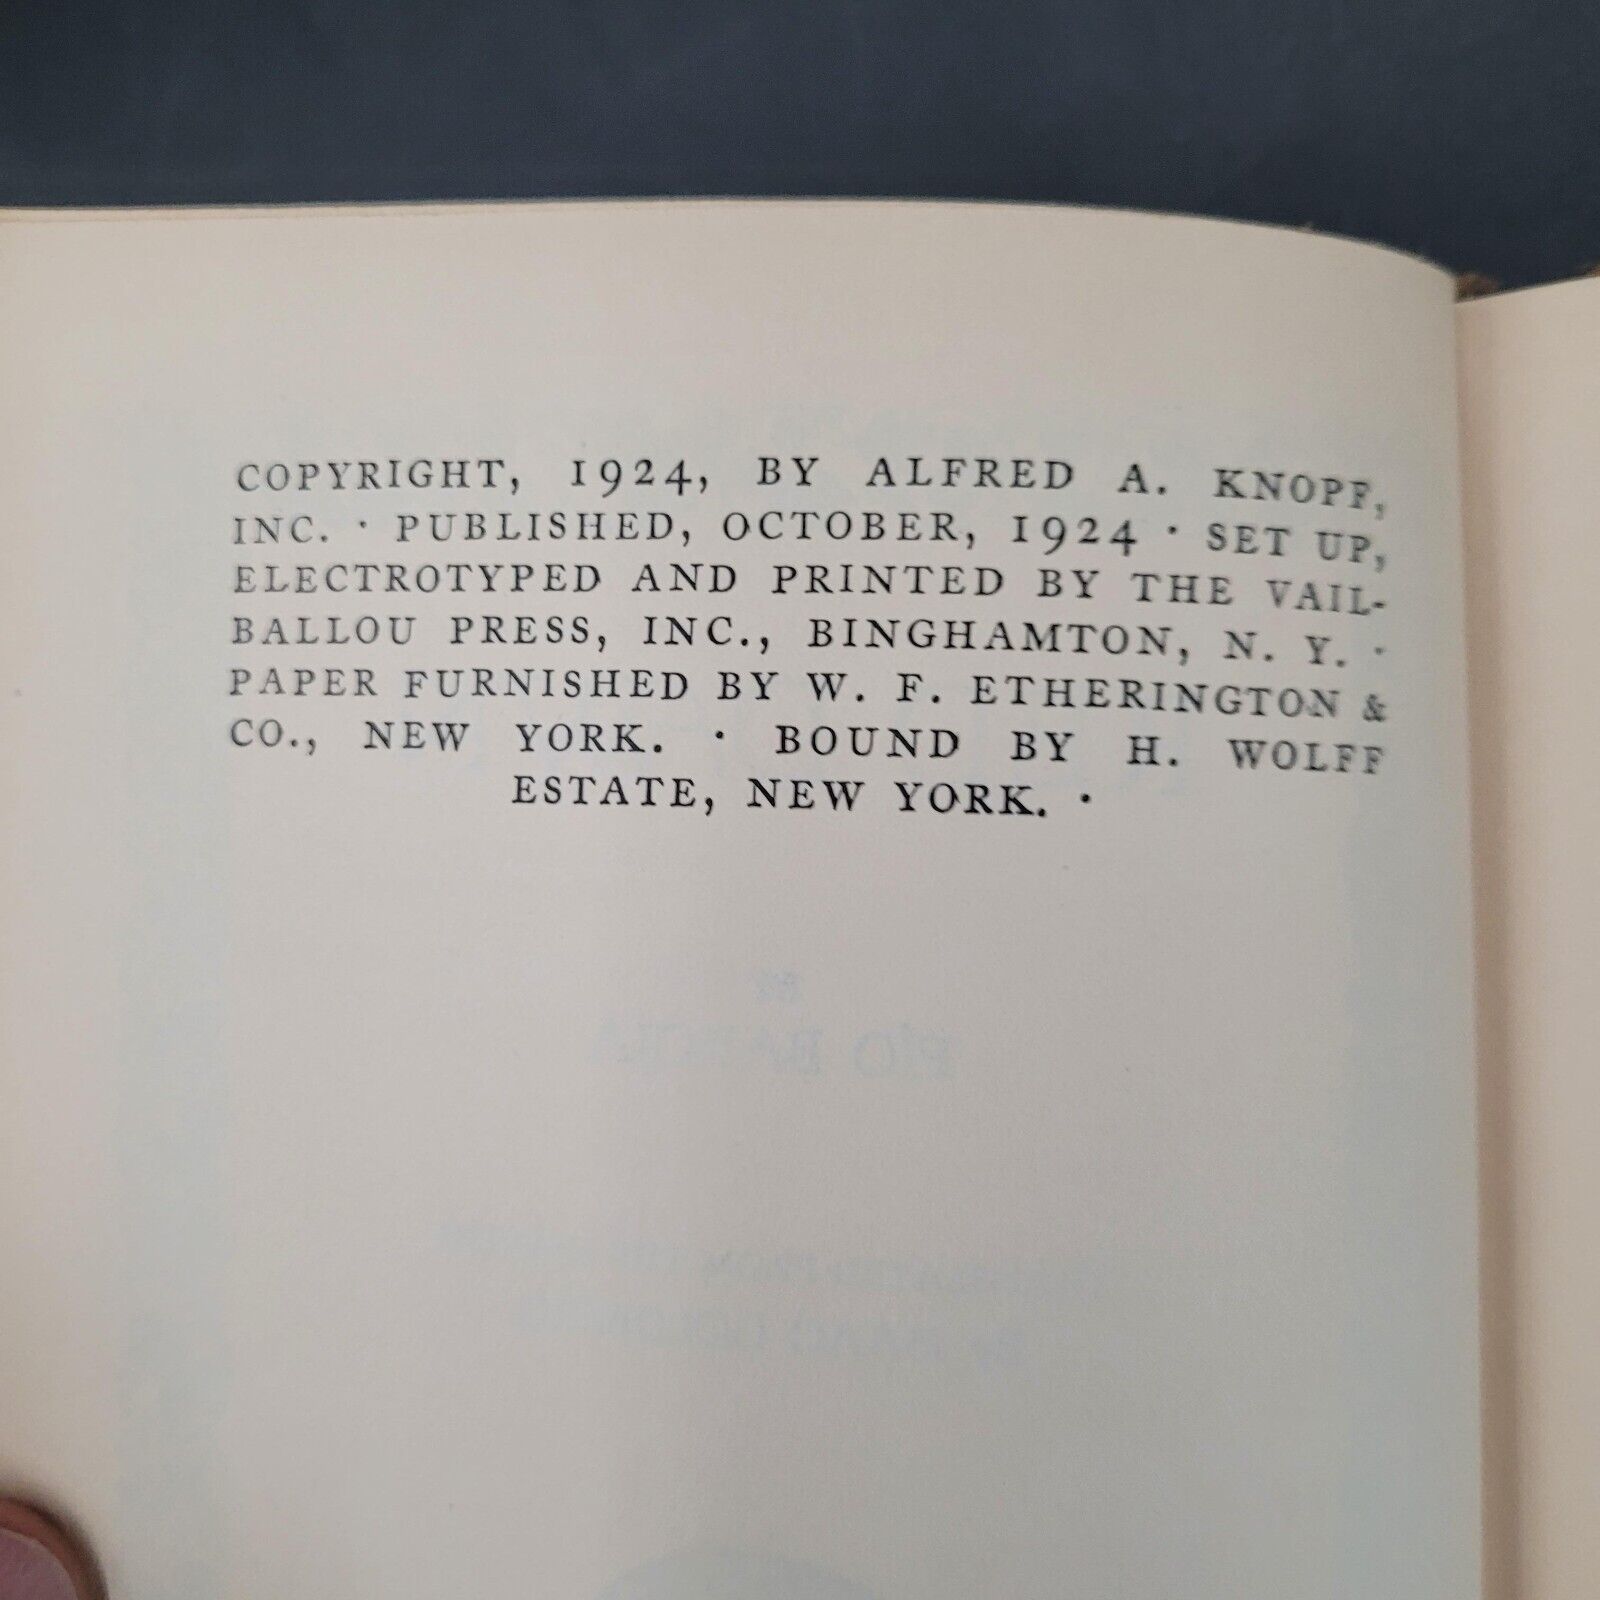 COPYRIGHT, 1924, BY ALFRED A. KNOPF,
INC. · PUBLISHED, OCTOBER, 1924 · SET UP,
ELECTROTYPED AND PRINTED BY THE VAIL-
BALLOU PRESS, INC., BINGHAMTON, N. Y. ·
PAPER FURNISHED BY W. F. ETHERINGTON &
CO., NEW YORK. · BOUND BY H. WOLFF
ESTATE, NEW YORK. ·